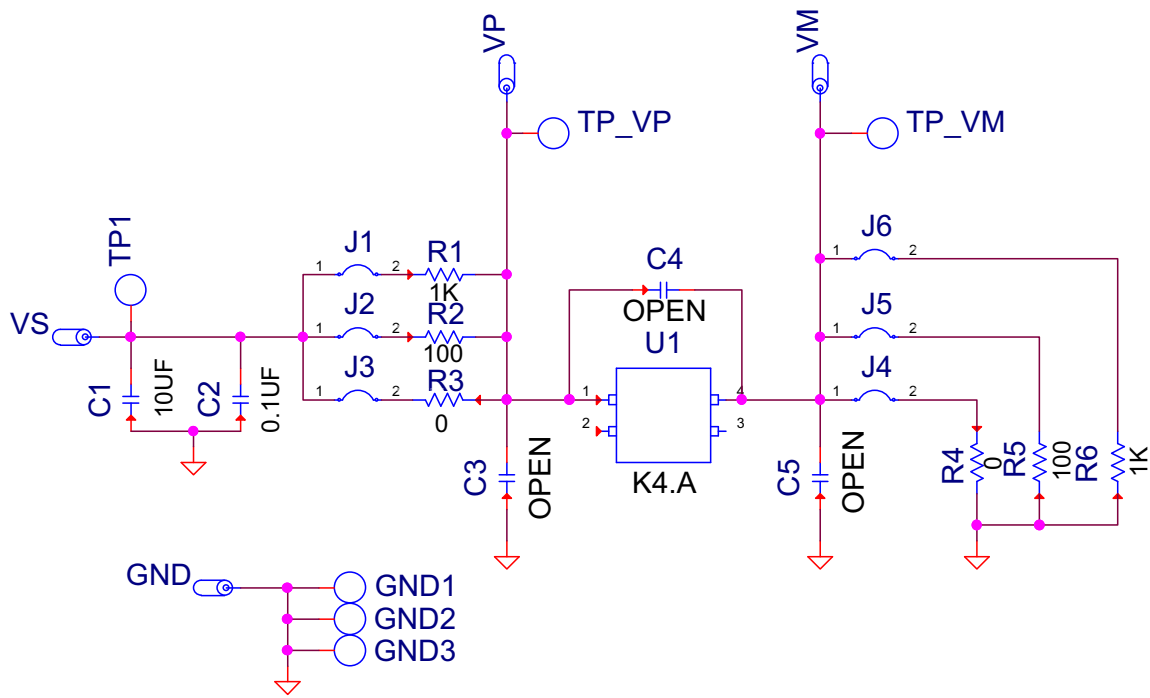 VP
VM
TP_VP
TP_VM
TP1
VS
J1
1
2
R1
1K
J2
1
2
R2
100
J3
1
2
R3
0
C1
10UF
C2
0.1UF
C3
OPEN
C4
OPEN
U1
1
2
4
3
K4.A
C5
OPEN
J6
1
2
J5
1
2
J4
1
2
R4
0
R5
100
R6
1K
GND
GND1
GND2
GND3